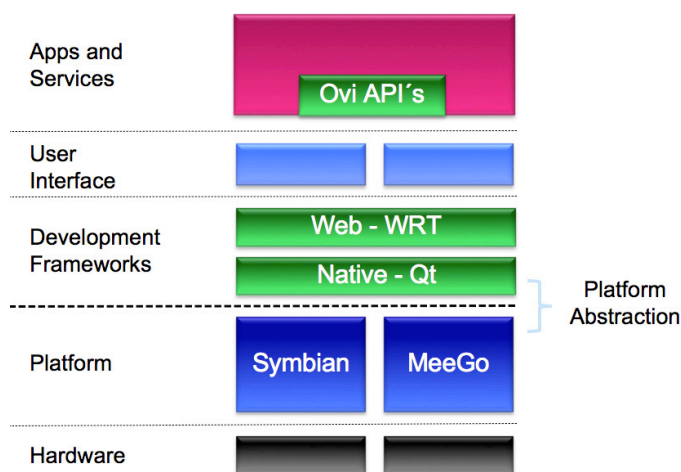 Apps and
Services
Ovi API´s
User
Interface
Development
Frameworks
Web - WRT
Native - Qt
Platform
Abstraction
Platform
Symbian
MeeGo
Hardware